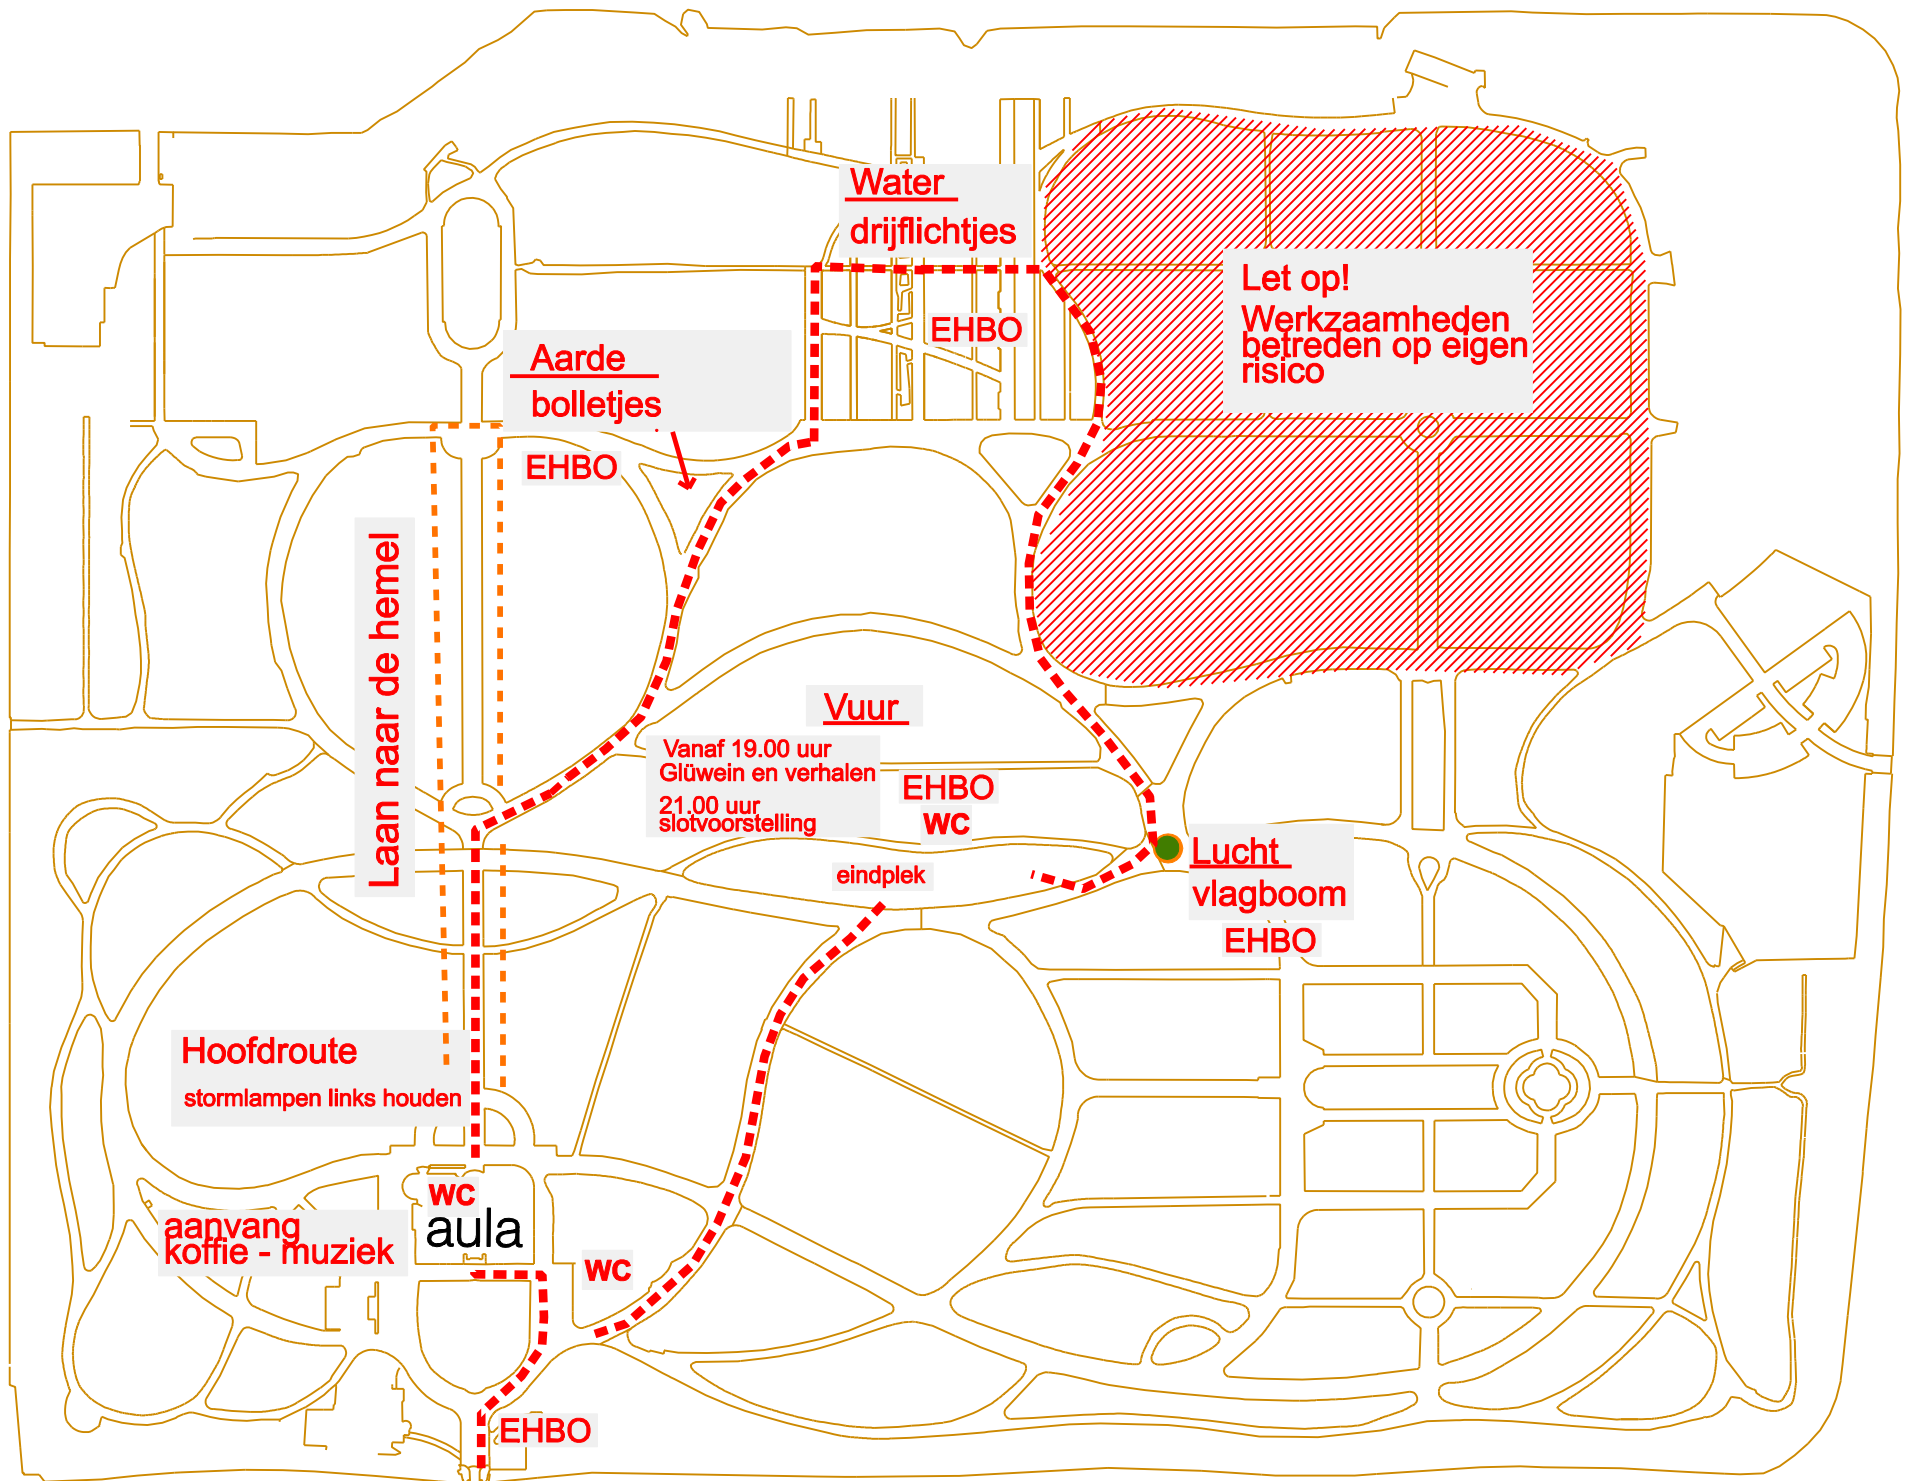 Water
drijflichtjes
Let op!
Werkzaamheden
betreden op eigen
risico
EHBO
Aarde
bolletjes
EHBO
Laan naar de hemel
Vuur
Vanaf 19.00 uur
Glüwein en verhalen
21.00 uur
slotvoorstelling
EHBO
WC
eindplek
Lucht
vlagboom
EHBO
Hoofdroute
stormlampen links houden
WC
aula
aanvang
koffie - muziek
WC
EHBO